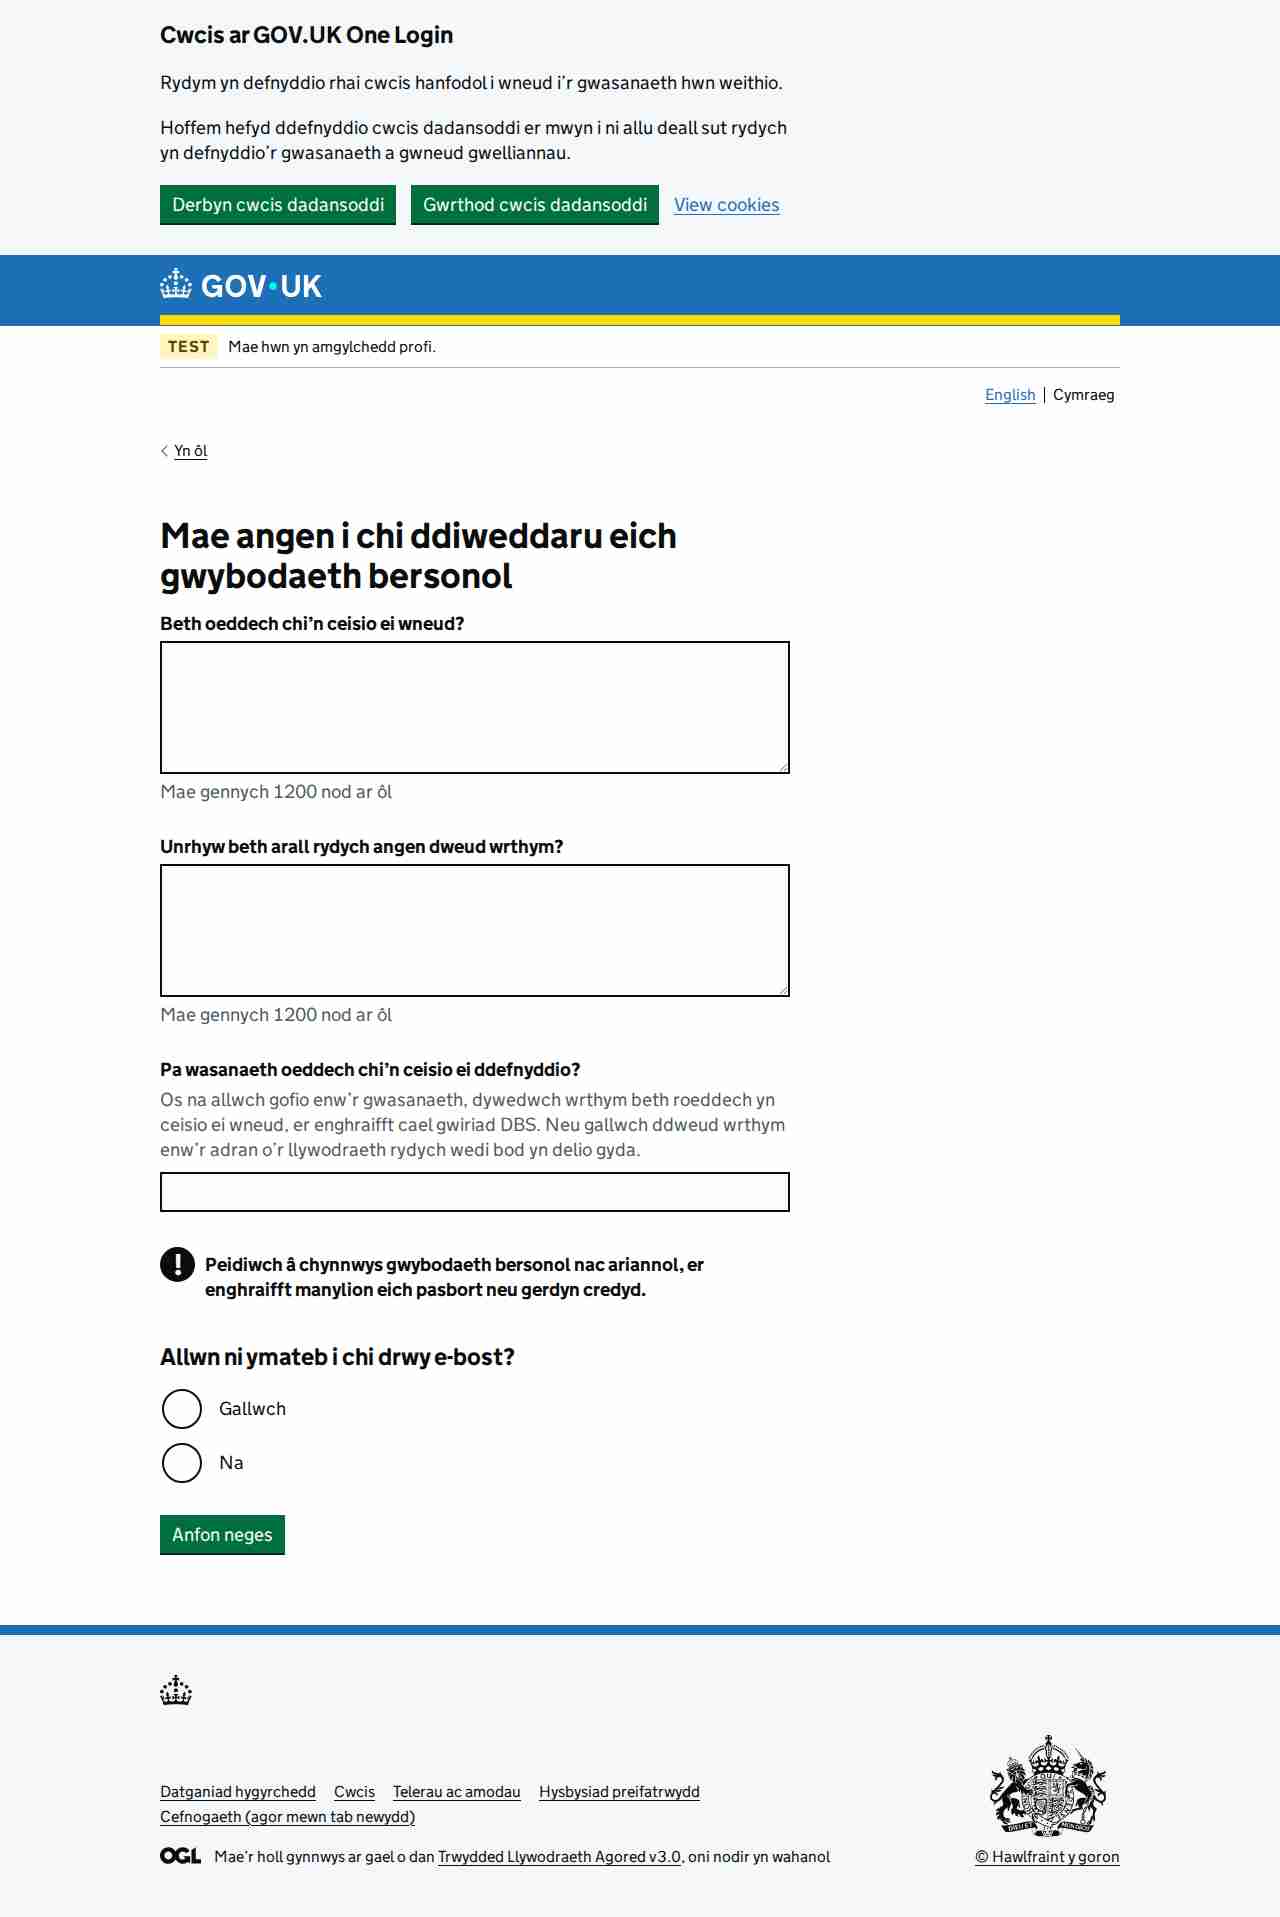 Cwcis ar GOV.UK One Login
Rydym yn defnyddio rhai cwcis hanfodol i wneud i’r gwasanaeth hwn weithio.
Hoffem hefyd ddefnyddio cwcis dadansoddi er mwyn i ni allu deall sut rydych
yn defnyddio’r gwasanaeth a gwneud gwelliannau.
Derbyn cwcis dadansoddi Gwrthod cwcis dadansoddi View cookies
GOV.UK
TEST Mae hwn yn amgylchedd profi.
English Cymraeg
Yn ôl
Mae angen i chi ddiweddaru eich
gwybodaeth bersonol
Beth oeddech chi’n ceisio ei wneud?
Mae gennych 1200 nod ar ôl
Unrhyw beth arall rydych angen dweud wrthym?
Mae gennych 1200 nod ar ôl
Pa wasanaeth oeddech chi’n ceisio ei ddefnyddio?
Os na allwch gofio enw’r gwasanaeth, dywedwch wrthym beth roeddech yn
ceisio ei wneud, er enghraifft cael gwiriad DBS. Neu gallwch ddweud wrthym
enw’r adran o’r llywodraeth rydych wedi bod yn delio gyda.
! Peidiwch â chynnwys gwybodaeth bersonol nac ariannol, er
enghraifft manylion eich pasbort neu gerdyn credyd.
Allwn ni ymateb i chi drwy e-bost?
Gallwch
Na
Anfon neges
Datganiad hygyrchedd Cwcis Telerau ac amodau Hysbysiad preifatrwydd
Cefnogaeth (agor mewn tab newydd)
OGL Mae’r holl gynnwys ar gael o dan Trwydded Llywodraeth Agored v3.0, oni nodir yn wahanol
© Hawlfraint y goron